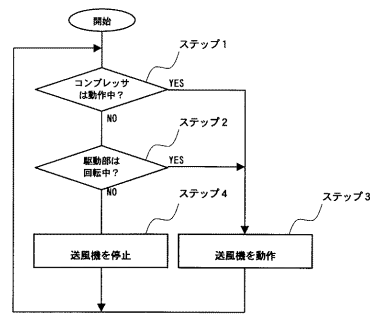 開始
ステップ1
コンプレッサ
は動作中？
YES
NO
ステップ2
駆動部は
回転中？
YES
NO
ステップ4
ステップ3
送風機を停止
送風機を動作